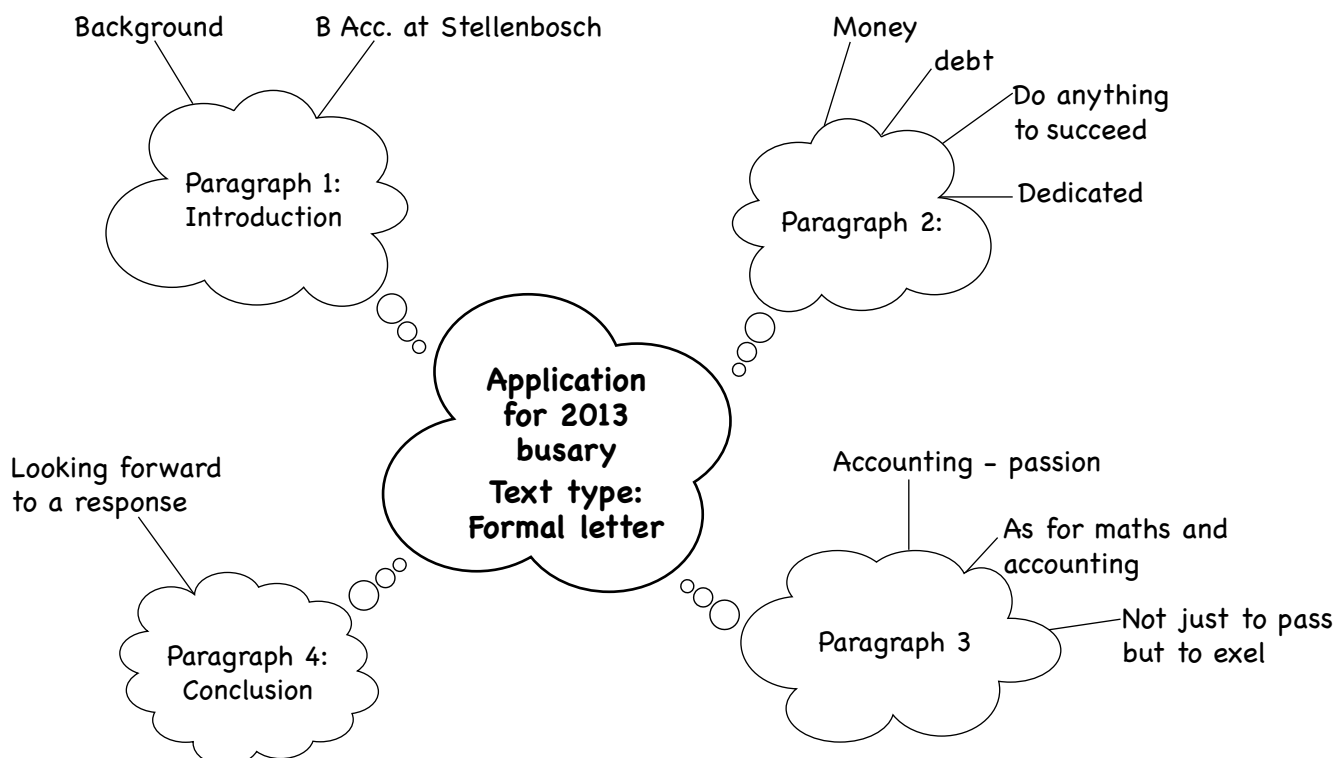 Background
B Acc. at Stellenbosch
Paragraph 1:
Introduction
Money
debt
Do anything
to succeed
Dedicated
Paragraph 2:
Application
for 2013
busary
Text type:
Formal letter
Looking forward
to a response
Paragraph 4:
Conclusion
Accounting - passion
As for maths and
accounting
Not just to pass
but to exel
Paragraph 3